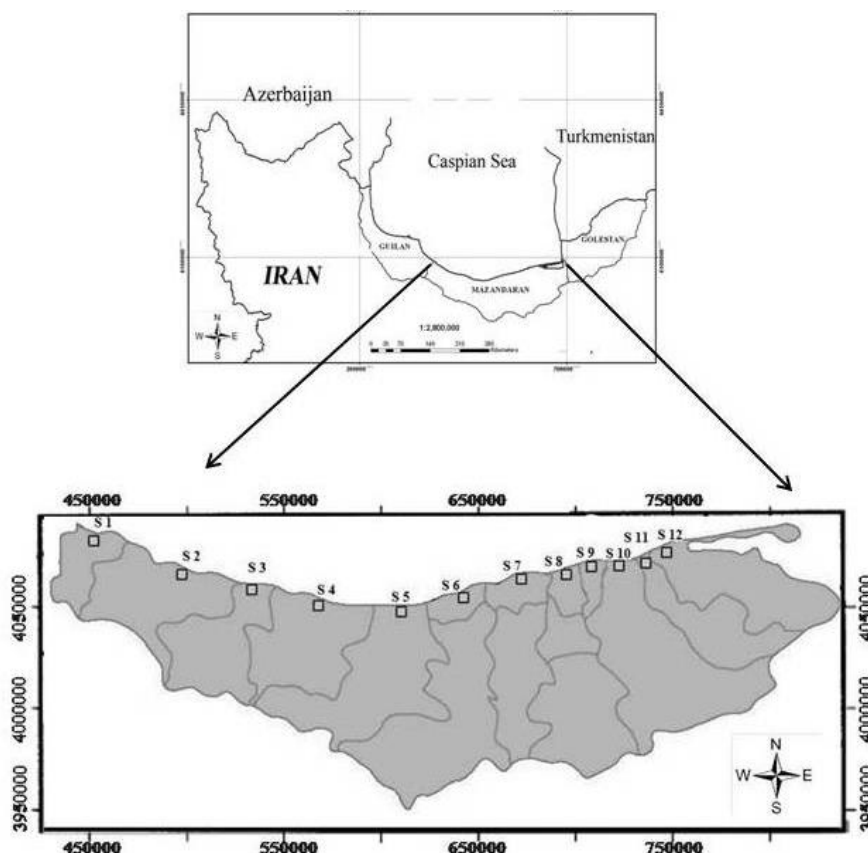 Azerbaijan
Turkmenistan
Caspian Sea
GUILAN
GOLESTAN
IRAN
MAZANDARAN
N
W E
S
1:2,800,000
450000 550000 650000 750000
S 1
S 2
S 3
S 4
S 5
S 6
S 7
S 8
S 9
S 10
S 11
S 12
4050000 4050000
4000000 4000000
3950000
N
W E
S
450000 550000 650000 750000